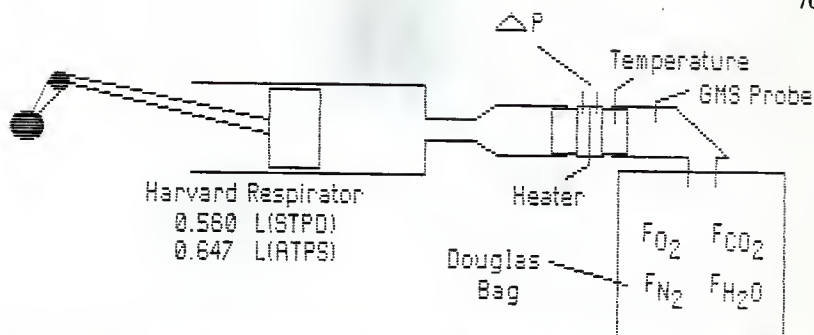 ΔP
Temperature
GMS Probe
Harvard Respirator
0.560 L(STPD)
0.647 L(ATPS)
Heater
Douglas
Bag
FO₂ FCO₂
FN₂ FH₂O